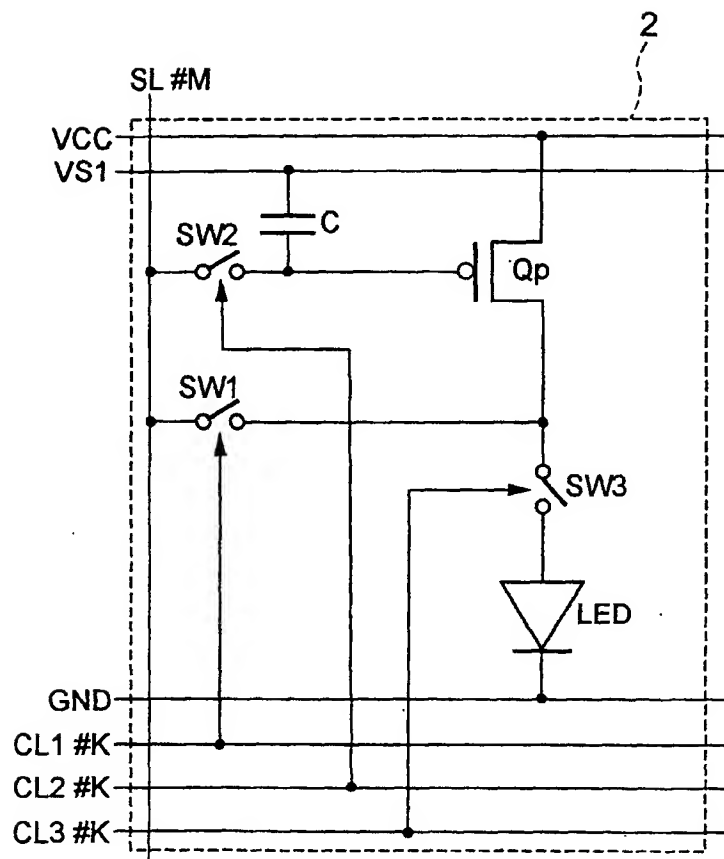 2
SL #M
VCC
VS1
C
SW2
Qp
SW1
SW3
LED
GND
CL1 #K
CL2 #K
CL3 #K